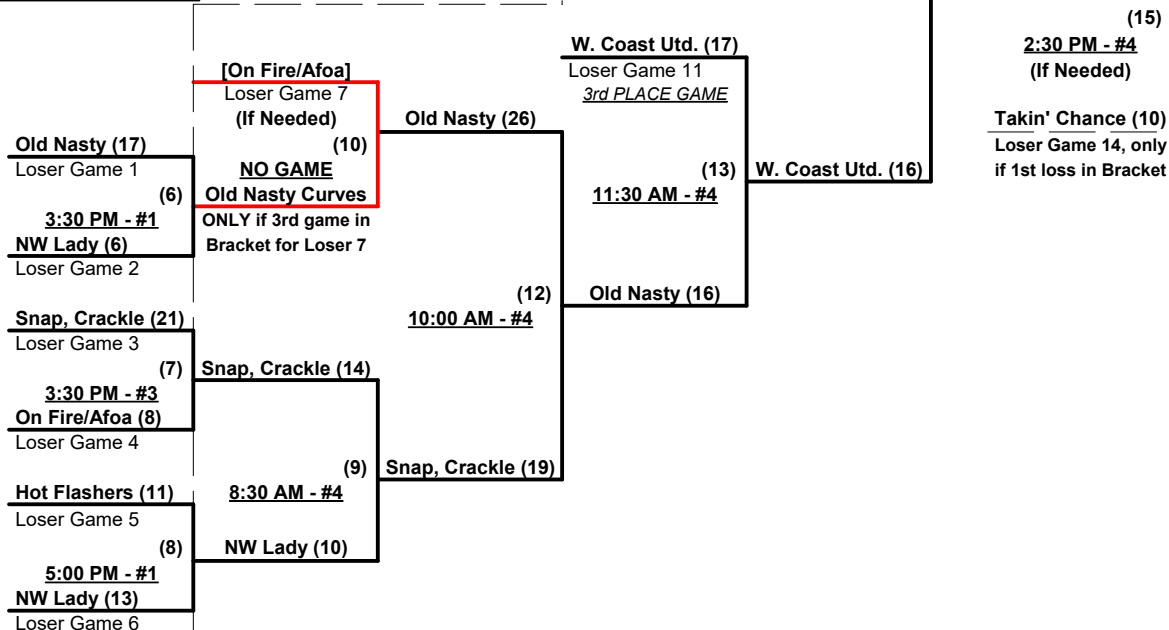 (15)
W. Coast Utd. (17)
2:30 PM - #4
[On Fire/Afoa]
Loser Game 11
(If Needed)
Loser Game 7
3rd PLACE GAME
(If Needed)
Old Nasty (26)
Takin' Chance (10)
Old Nasty (17)
(10)
Loser Game 14, only
Loser Game 1
NO GAME
(13)
W. Coast Utd. (16)
if 1st loss in Bracket
(6)
Old Nasty Curves
11:30 AM - #4
3:30 PM - #1
ONLY if 3rd game in
NW Lady (6)
Bracket for Loser 7
Loser Game 2
(12)
Old Nasty (16)
Snap, Crackle (21)
10:00 AM - #4
Loser Game 3
(7)
Snap, Crackle (14)
3:30 PM - #3
On Fire/Afoa (8)
Loser Game 4
(9)
Snap, Crackle (19)
Hot Flashers (11)
8:30 AM - #4
Loser Game 5
(8)
NW Lady (10)
5:00 PM - #1
NW Lady (13)
Loser Game 6